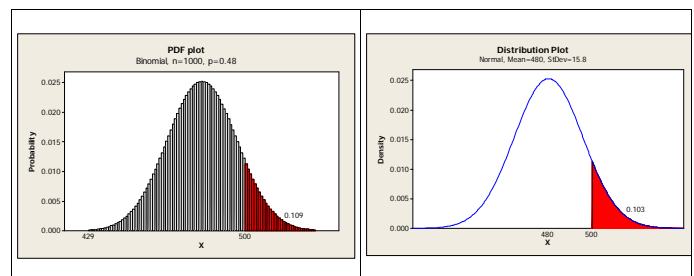 PDF plot
Binomial, n=1000, p=0.48
0.025
0.020
0.015
0.010
0.005
0.000
Probability
0.109
429
500
X
Distribution Plot
Normal, Mean=480, StDev=15.8
0.025
0.020
0.015
0.010
0.005
0.000
Density
0.103
480
500
X